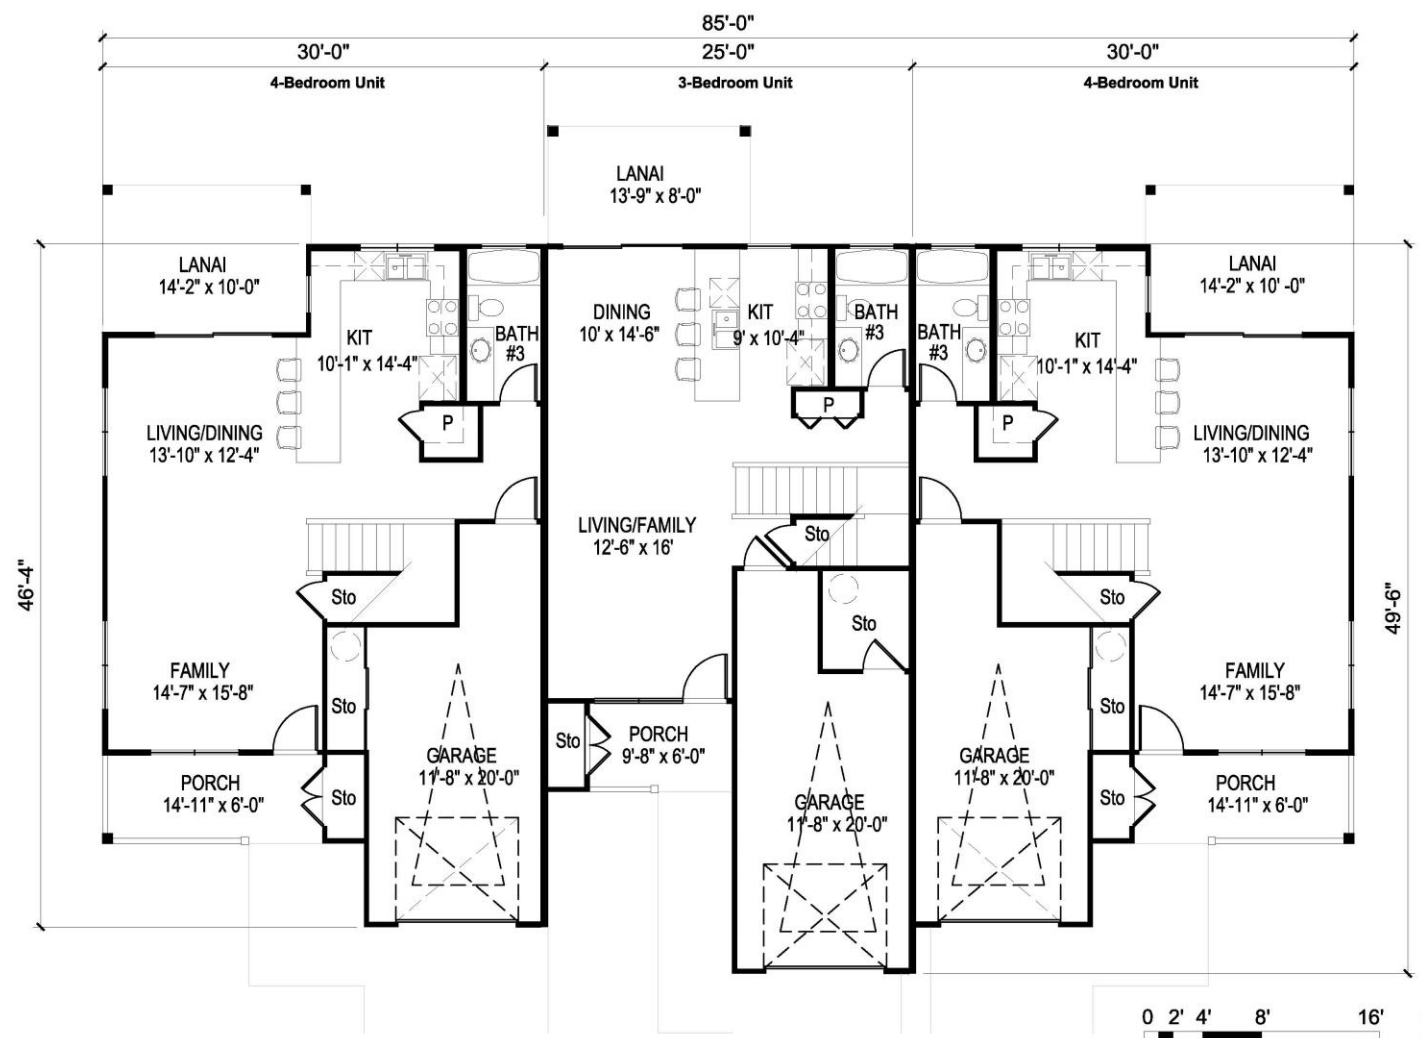 85'-0"
30'-0"
25'-0"
30'-0"
4-Bedroom Unit
3-Bedroom Unit
4-Bedroom Unit
LANAI
13'-9" x 8'-0"
LANAI
14'-2" x 10'-0"
LANAI
14'-2" x 10' -0"
KIT
10'-1" x 14'-4"
BATH
#3
DINING
10' x 14'-6"
KIT
9' x 10'-4"
BATH
#3
BATH
#3
KIT
10'-1" x 14'-4"
P
P
P
LIVING/DINING
13'-10" x 12'-4"
LIVING/DINING
13'-10" x 12'-4"
LIVING/FAMILY
12'-6" x 16'
Sto
46'-4"
49'-6"
Sto
Sto
Sto
FAMILY
14'-7" x 15'-8"
FAMILY
14'-7" x 15'-8"
Sto
Sto
Sto
PORCH
9'-8" x 6'-0"
GARAGE
11'-8" x 20'-0"
GARAGE
11'-8" x 20'-0"
PORCH
14'-11" x 6'-0"
Sto
Sto
PORCH
14'-11" x 6'-0"
GARAGE
11'-8" x 20'-0"
0 2' 4' 8' 16'